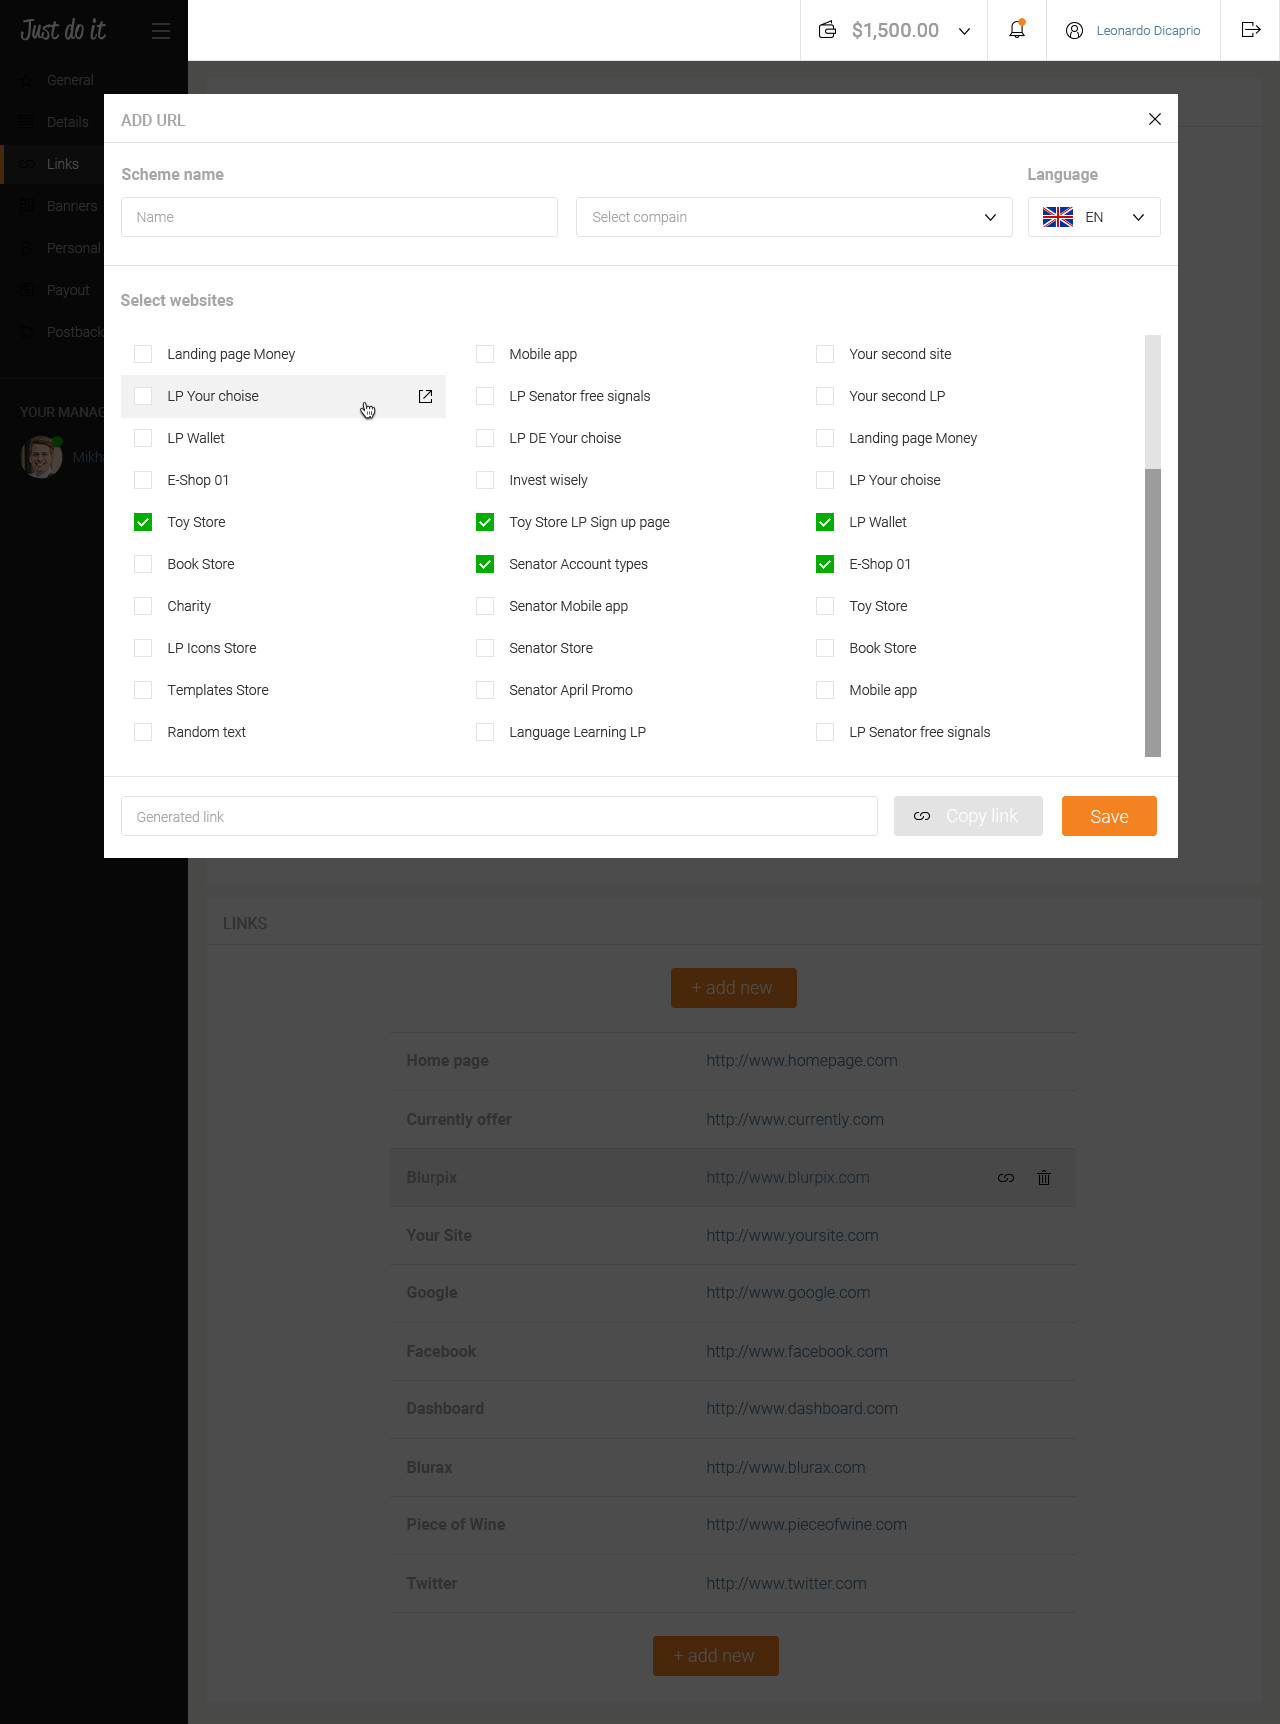 Just do it
$1,500.00
Leonardo Dicaprio
General
Details
Links
Banners
Personal
Payout
Postback
YOUR MANAG
Mikha
ADD URL
Scheme name
Language
Name
Select compain
EN
Select websites
Landing page Money
Mobile app
Your second site
LP Your choise
LP Senator free signals
Your second LP
LP Wallet
LP DE Your choise
Landing page Money
E-Shop 01
Invest wisely
LP Your choise
Toy Store
Toy Store LP Sign up page
LP Wallet
Book Store
Senator Account types
E-Shop 01
Charity
Senator Mobile app
Toy Store
LP Icons Store
Senator Store
Book Store
Templates Store
Senator April Promo
Mobile app
Random text
Language Learning LP
LP Senator free signals
Generated link
Copy link
Save
LINKS
+ add new
Home page
http://www.homepage.com
Currently offer
http://www.currently.com
Blurpix
http://www.blurpix.com
Your Site
http://www.yoursite.com
Google
http://www.google.com
Facebook
http://www.facebook.com
Dashboard
http://www.dashboard.com
Blurax
http://www.blurax.com
Piece of Wine
http://www.pieceofwine.com
Twitter
http://www.twitter.com
+ add new